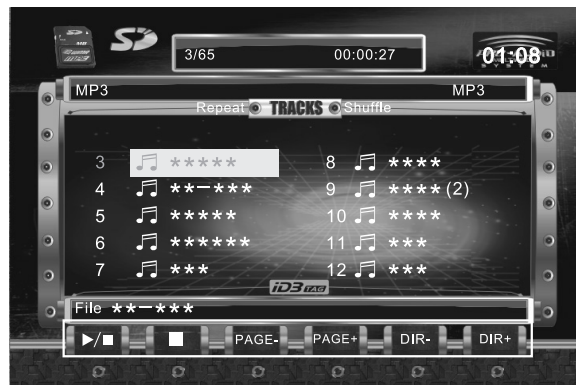 SD
3/65 00:00:27 01:08
MP3 MP3
Repeat TRACKS Shuffle
3 *****
4 **-***
5 *****
6 ******
7 ***
8 ****
9 ****(2)
10 ****
11 ***
12 ***
iD3 TAG
File **-***
PAGE- PAGE+ DIR- DIR+